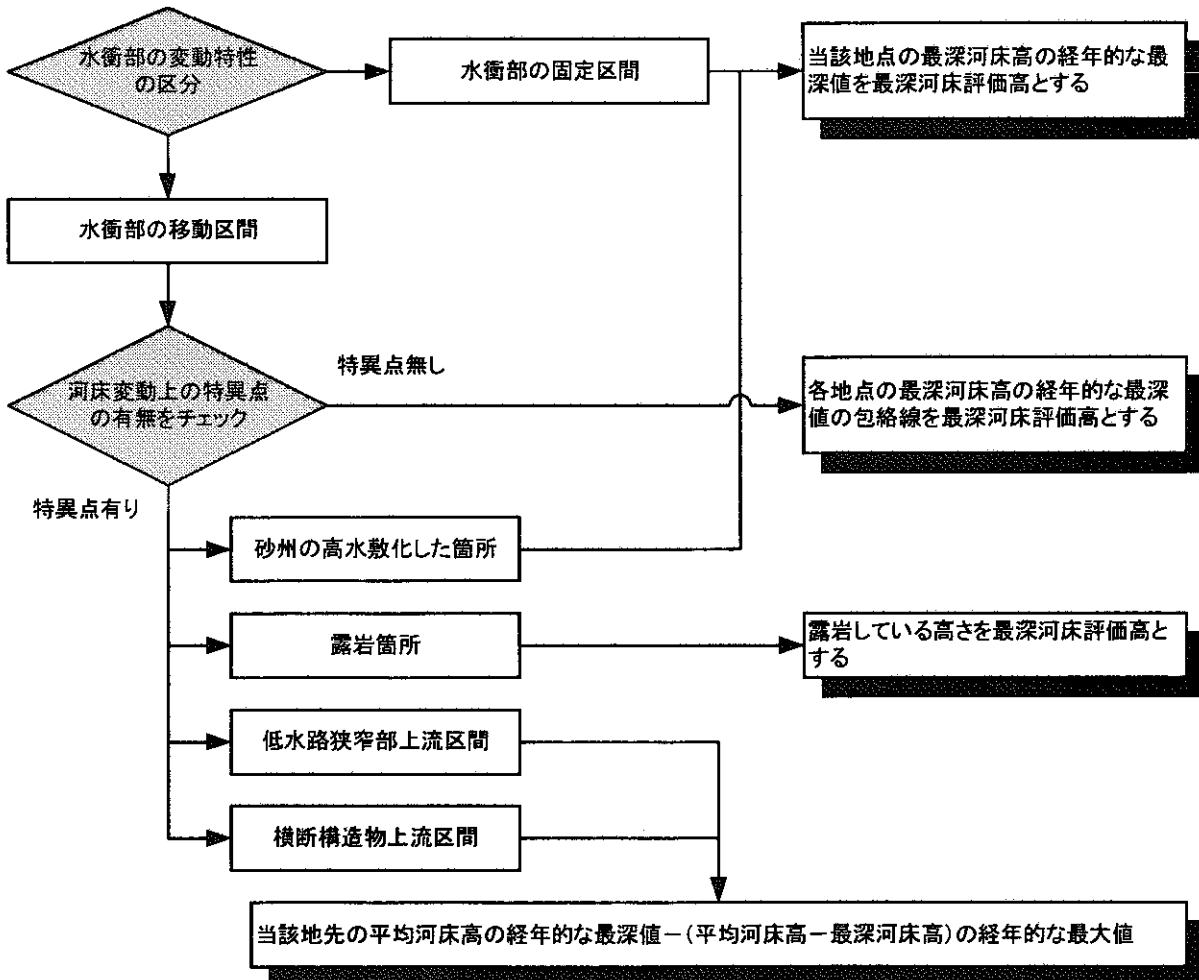 水衝部の変動特性
の区分
水衝部の固定区間
当該地点の最深河床高の経年的な最
深値を最深河床評価高とする
水衝部の移動区間
特異点無し
河床変動上の特異点
の有無をチェック
各地点の最深河床高の経年的な最深
値の包絡線を最深河床評価高とする
特異点有り
砂州の高水敷化した箇所
露岩箇所
露岩している高さを最深河床評価高と
する
低水路狭窄部上流区間
横断構造物上流区間
当該地先の平均河床高の経年的な最深値－(平均河床高－最深河床高)の経年的な最大値